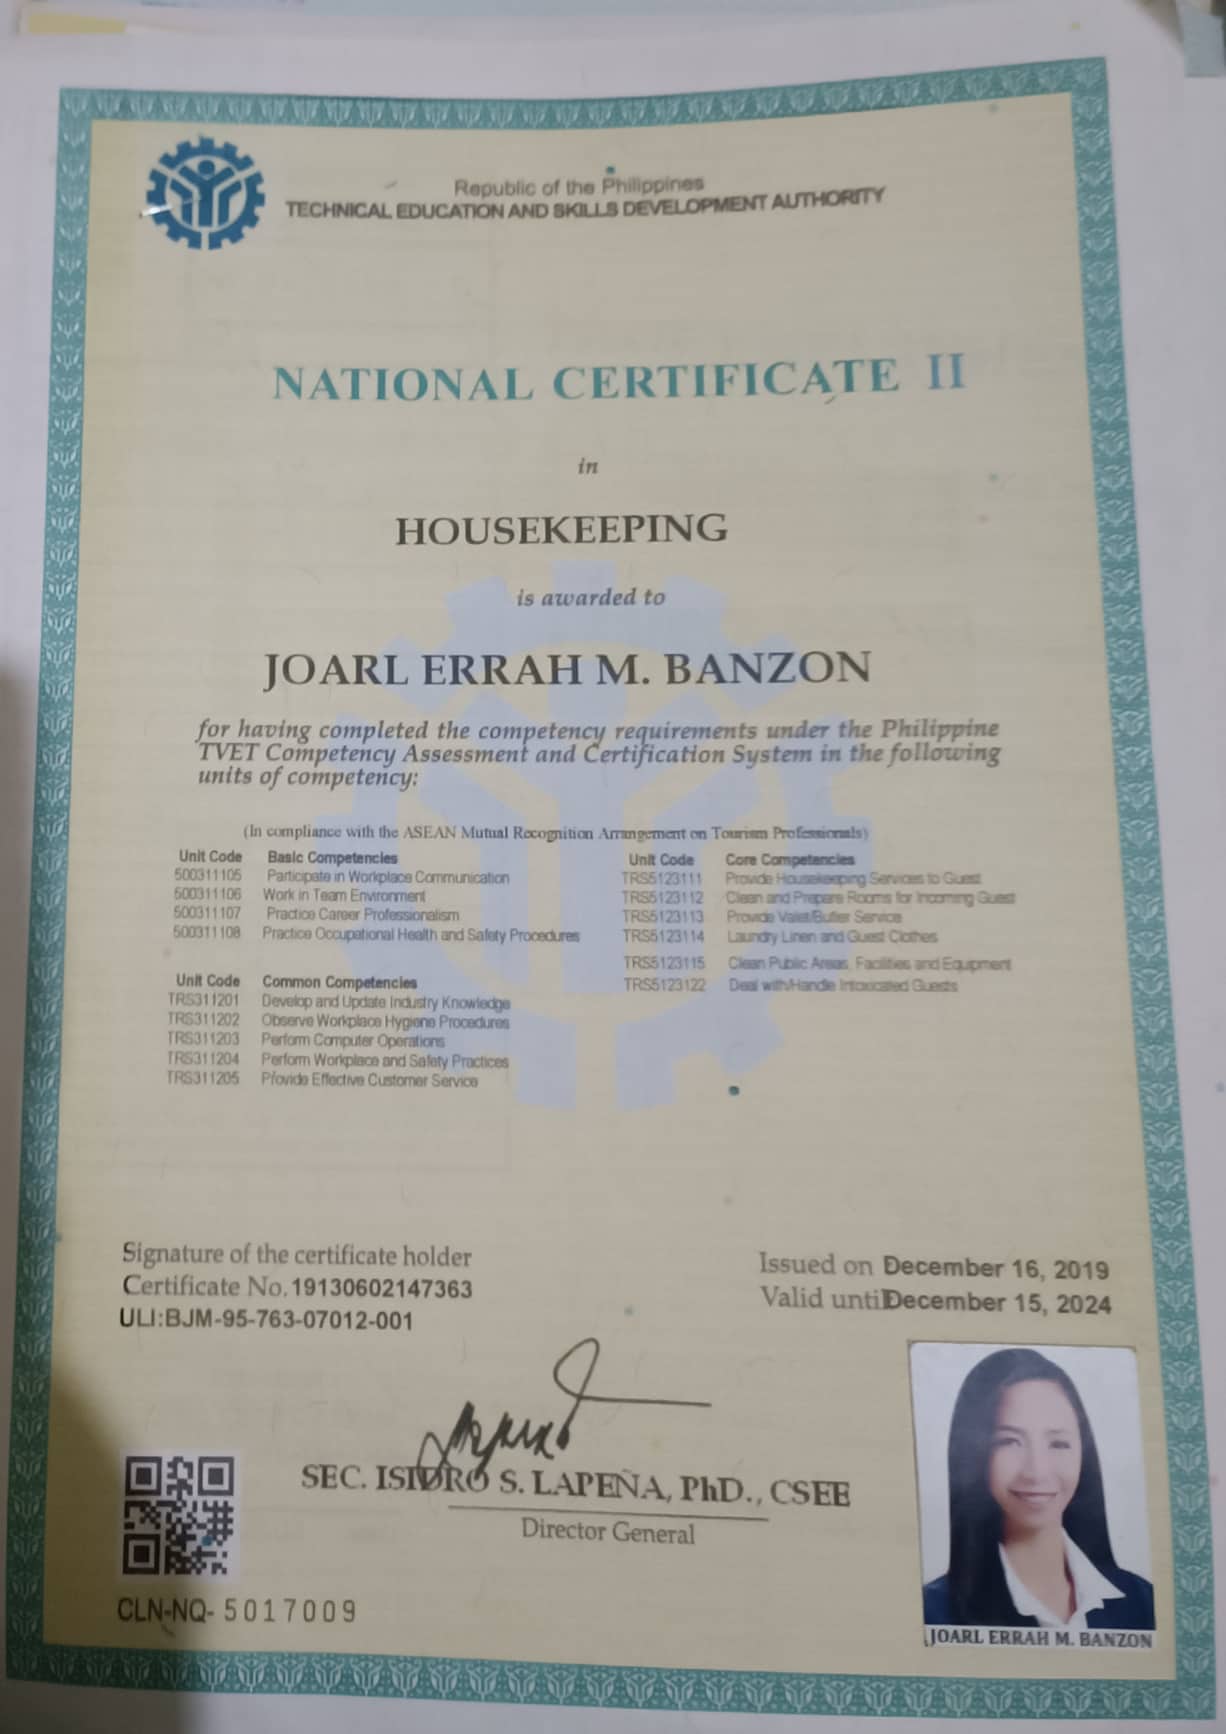 Republic of the Philippines
TECHNICAL EDUCATION AND SKILLS DEVELOPMENT AUTHORITY
NATIONAL CERTIFICATE II
in
HOUSEKEEPING
is awarded to
JOARL ERRAH M. BANZON
for having completed the competency requirements under the Philippine
TVET Competency Assessment and Certification System in the following
units of competency:
(In compliance with the ASEAN Mutual Recognition Arrangement on Tourism Professionals)
Unit Code Basic Competencies
500311105 Participate in Workplace Communication
500311106 Work in Team Environment
500311107 Practice Career Professionalism
500311108 Practice Occupational Health and Safety Procedures
Unit Code Common Competencies
TRS311201 Develop and Update Industry Knowledge
TRS311202 Observe Workplace Hygiene Procedures
TRS311203 Perform Computer Operations
TRS311204 Perform Workplace and Safety Practices
TRS311205 Provide Effective Customer Service
Unit Code Core Competencies
TRS5123111 Provide Housekeeping Services to Guest
TRS5123112 Clean and Prepare Rooms for Incoming Guest
TRS5123113 Provide Valet/Butler Service
TRS5123114 Laundry Linen and Guest Clothes
TRS5123115 Clean Public Areas, Facilities and Equipment
TRS5123122 Deal with/Handle Intoxicated Guests
Signature of the certificate holder
Certificate No. 19130602147363
ULI:BJM-95-763-07012-001
Issued on December 16, 2019
Valid until December 15, 2024
SEC. ISIDRO S. LAPEÑA, PhD., CSEE
Director General
CLN-NQ- 5017009
JOARL ERRAH M. BANZON